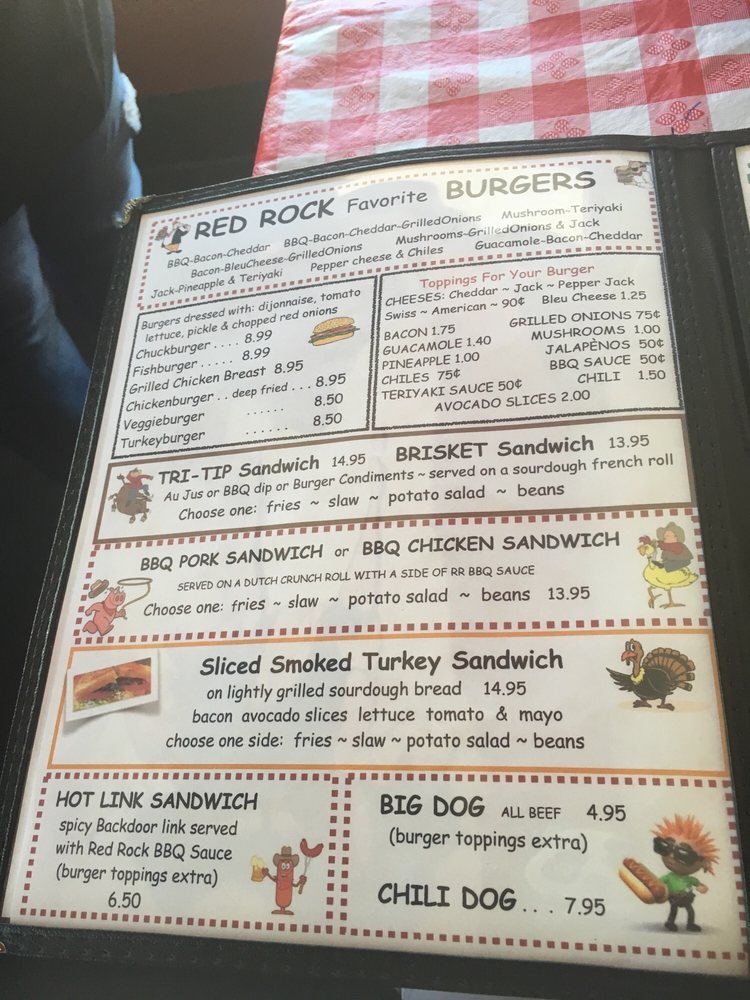 RED ROCK Favorite BURGERS
BBQ-Bacon-Cheddar BBQ-Bacon-Cheddar-GrilledOnions Mushroom-Teriyaki
Bacon-BleuCheese-GrilledOnions Mushrooms-GrilledOnions & Jack
Jack-Pineapple & Teriyaki Pepper cheese & Chiles Guacamole-Bacon-Cheddar
Burgers dressed with: dijonnaise, tomato
lettuce, pickle & chopped red onions
Chuckburger .... 8.99
Fishburger ..... 8.99
Grilled Chicken Breast 8.95
Chickenburger .. deep fried ... 8.95
Veggieburger ...... 8.50
Turkeyburger ...... 8.50
Toppings For Your Burger
CHEESES: Cheddar ~ Jack ~ Pepper Jack
Swiss ~ American ~ 90¢ Bleu Cheese 1.25
BACON 1.75 GRILLED ONIONS 75¢
GUACAMOLE 1.40 MUSHROOMS 1.00
PINEAPPLE 1.00 JALAPÈNOS 50¢
CHILES 75¢ BBQ SAUCE 50¢
TERIYAKI SAUCE 50¢ CHILI 1.50
AVOCADO SLICES 2.00
TRI-TIP Sandwich 14.95 BRISKET Sandwich 13.95
Au Jus or BBQ dip or Burger Condiments ~ served on a sourdough french roll
Choose one: fries ~ slaw ~ potato salad ~ beans
BBQ PORK SANDWICH or BBQ CHICKEN SANDWICH
SERVED ON A DUTCH CRUNCH ROLL WITH A SIDE OF RR BBQ SAUCE
Choose one: fries ~ slaw ~ potato salad ~ beans 13.95
Sliced Smoked Turkey Sandwich
on lightly grilled sourdough bread 14.95
bacon avocado slices lettuce tomato & mayo
choose one side: fries ~ slaw ~ potato salad ~ beans
HOT LINK SANDWICH
spicy Backdoor link served
with Red Rock BBQ Sauce
(burger toppings extra)
6.50
BIG DOG ALL BEEF 4.95
(burger toppings extra)
CHILI DOG ... 7.95